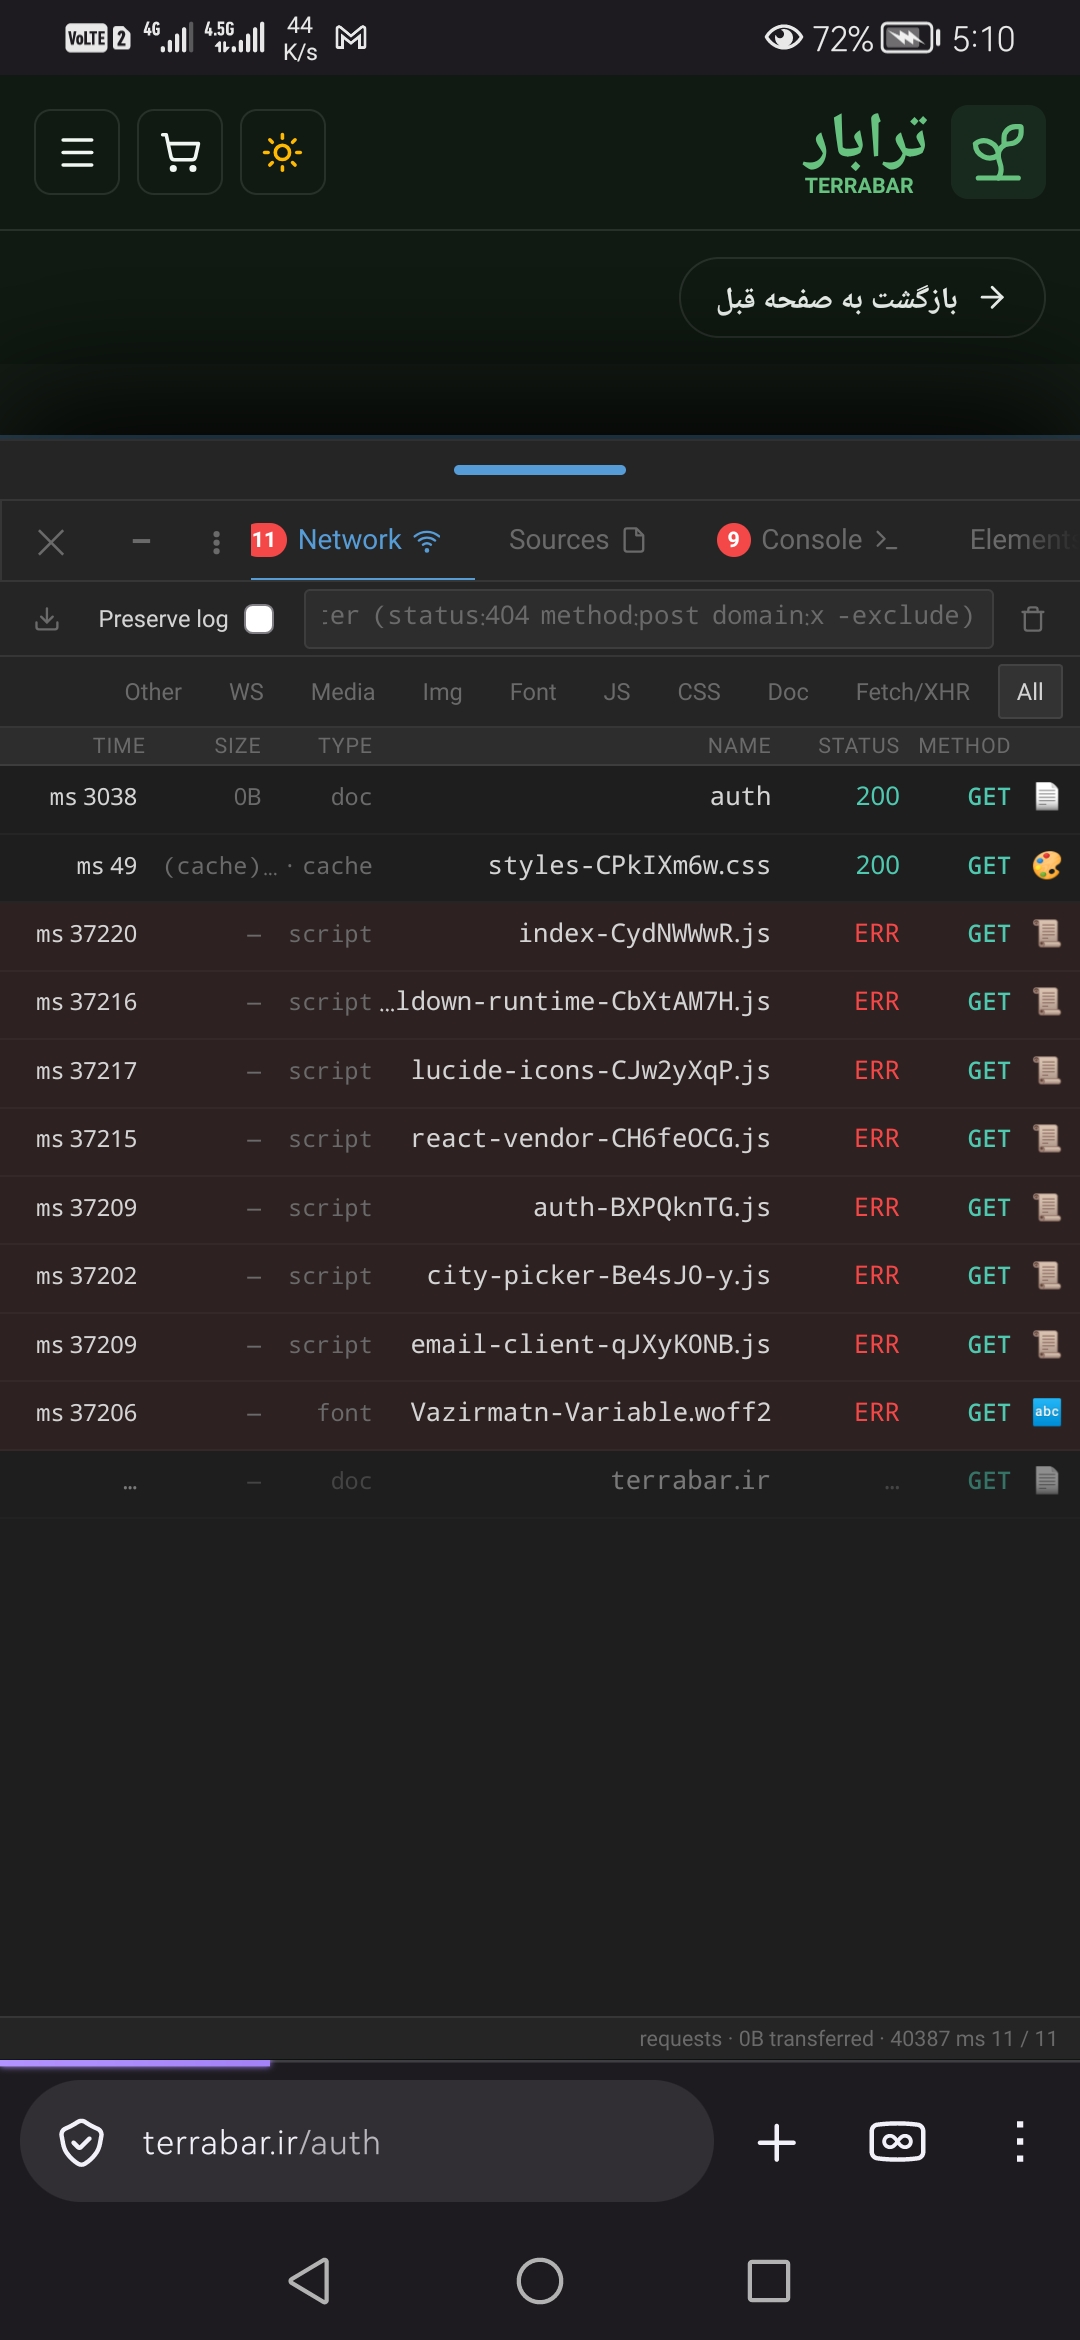 VoLTE 2 4G 4.5G 44 K/s 72% 5:10
ترابار
TERRABAR
بازگشت به صفحه قبل
11 Network Sources 9 Console Element
Preserve log ter (status:404 method:post domain:x -exclude)
Other WS Media Img Font JS CSS Doc Fetch/XHR All
TIME SIZE TYPE NAME STATUS METHOD
ms 3038 0B doc auth 200 GET
ms 49 (cache)... · cache styles-CPkIXm6w.css 200 GET
ms 37220 — script index-CydNWWwR.js ERR GET
ms 37216 — script ...ldown-runtime-CbXtAM7H.js ERR GET
ms 37217 — script lucide-icons-CJw2yXqP.js ERR GET
ms 37215 — script react-vendor-CH6feOCG.js ERR GET
ms 37209 — script auth-BXPQknTG.js ERR GET
ms 37202 — script city-picker-Be4sJO-y.js ERR GET
ms 37209 — script email-client-qJXyKONB.js ERR GET
ms 37206 — font Vazirmatn-Variable.woff2 ERR GET abc
... — doc terrabar.ir ... GET
requests · 0B transferred · 40387 ms 11 / 11
terrabar.ir/auth